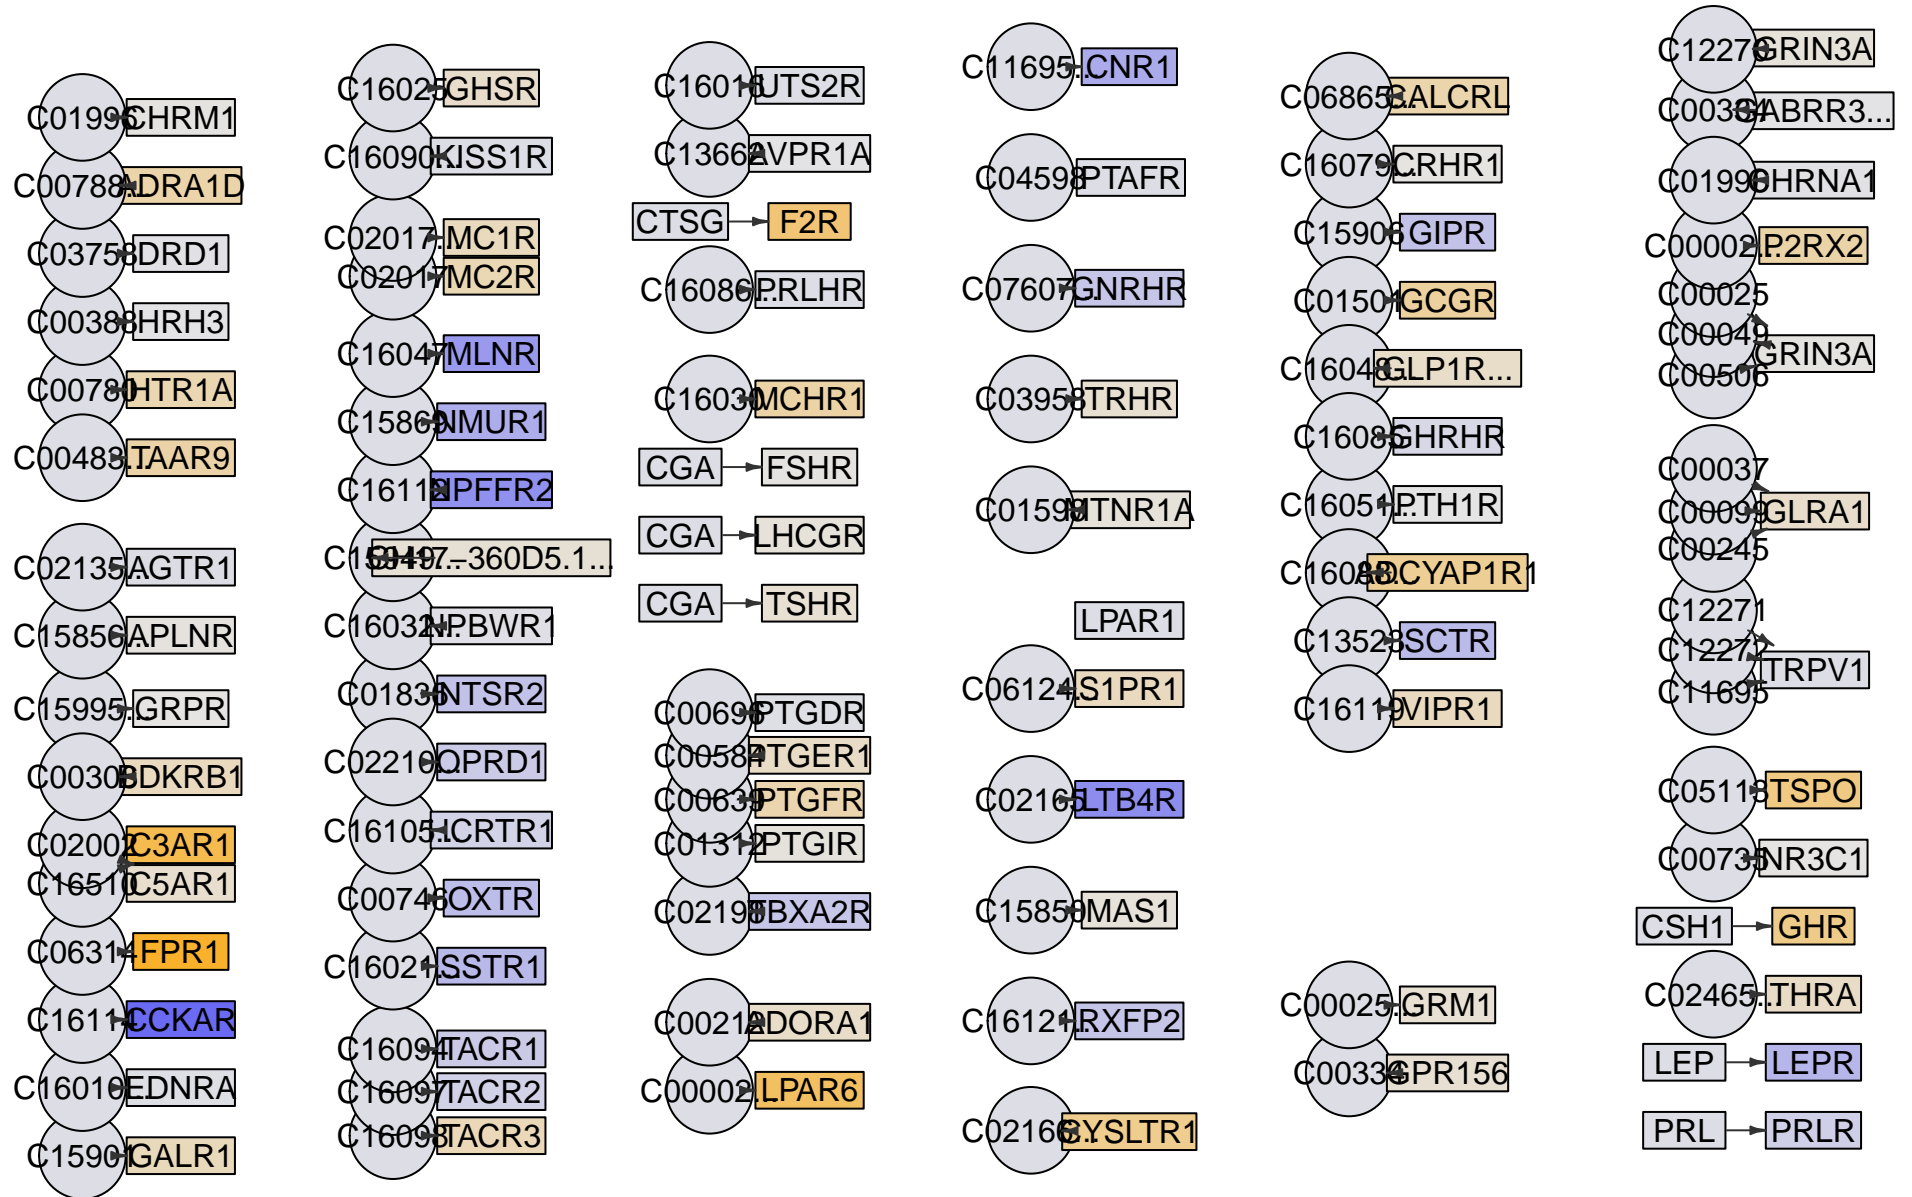 C01996 CHRM1
C00788... ADRA1D
C03758 DRD1
C00388 HRH3
C00780 HTR1A
C00483... TAAR9
C02135... AGTR1
C15856... APLNR
C15995... GRPR
C00306 BDKRB1
C02002 C3AR1
C16510 C5AR1
C06314 FPR1
C16114 CCKAR
C16010 EDNRA
C15901 GALR1
C16025 GHSR
C16090... KISS1R
C02017... MC1R
C02017 MC2R
C16047 MLNR
C15869 NMUR1
C16118 NPFFR2
–360D5.1...
C16032... NPBWR1
C01836 NTSR2
C02210... OPRD1
C16105... HCRTR1
C00746 OXTR
C16021... SSTR1
C16094 TACR1
C16097 TACR2
C16098 TACR3
C16016 UTS2R
C13662 AVPR1A
CTSG F2R
C16086... PRLHR
C16030 MCHR1
CGA FSHR
CGA LHCGR
CGA TSHR
C00696 PTGDR
C00584 PTGER1
C00639 PTGFR
C01312 PTGIR
C02198 TBXA2R
C00212 ADORA1
C00002... LPAR6
C11695... CNR1
C04598 PTAFR
C07607... GNRHR
C03958 TRHR
C01598 MTNR1A
LPAR1
C06124... S1PR1
C02165 LTB4R
C15850 MAS1
C16121... RXFP2
C02166... CYSLTR1
C06865... CALCRL
C16079... CRHR1
C15906 GIPR
C01501 GCGR
C16048... GLP1R...
C16085 GHRHR
C16051... PTH1R
ADCYAP1R1
C13523 SCTR
C16119 VIPR1
C00025... GRM1
C00334 GPR156
C12270 GRIN3A
C00334 GABRR3...
C01996 CHRNA1
C00002... P2RX2
C00025
C00049
GRIN3A
C00506
C00037
C00099 GLRA1
C00245
C12271
C12272
TRPV1
C11695
C05113 TSPO
C00735 NR3C1
CSH1 GHR
C02465... THRA
LEP LEPR
PRL PRLR